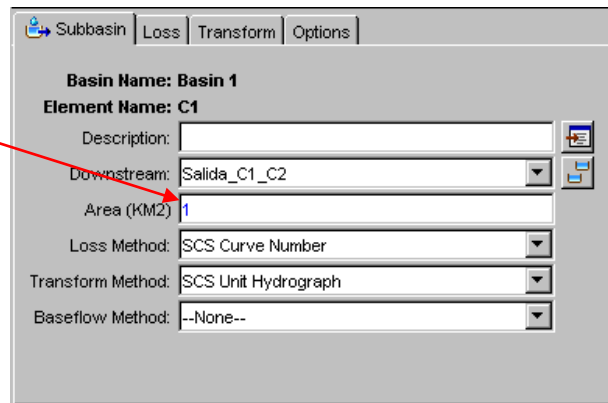 Subbasin Loss Transform Options
Basin Name: Basin 1
Element Name: C1
Description:
Downstream: Salida_C1_C2
Area (KM2) 1
Loss Method: SCS Curve Number
Transform Method: SCS Unit Hydrograph
Baseflow Method: --None--